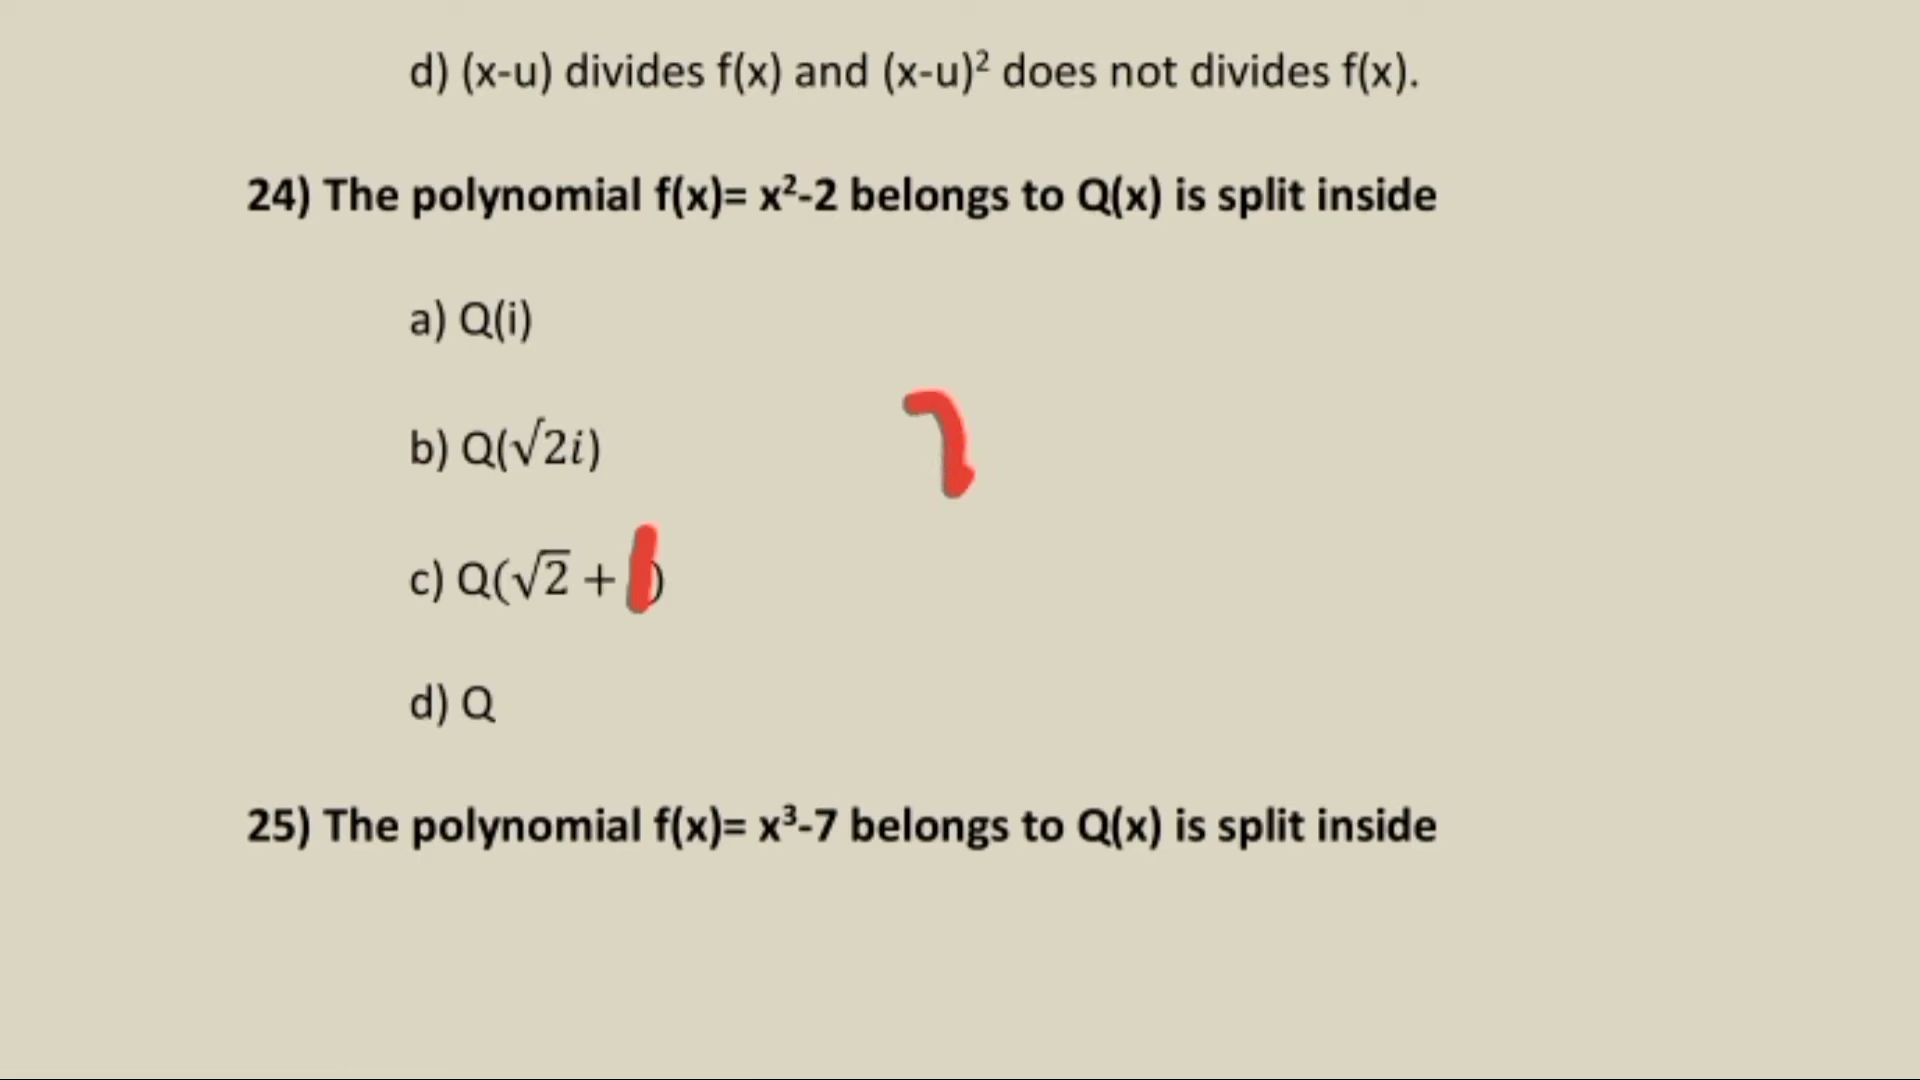 d) (x-u) divides f(x) and (x-u)² does not divides f(x).
24) The polynomial f(x)= x²-2 belongs to Q(x) is split inside
a) Q(i)
b) Q(√2i)
c) Q(√2 + )
d) Q
25) The polynomial f(x)= x³-7 belongs to Q(x) is split inside